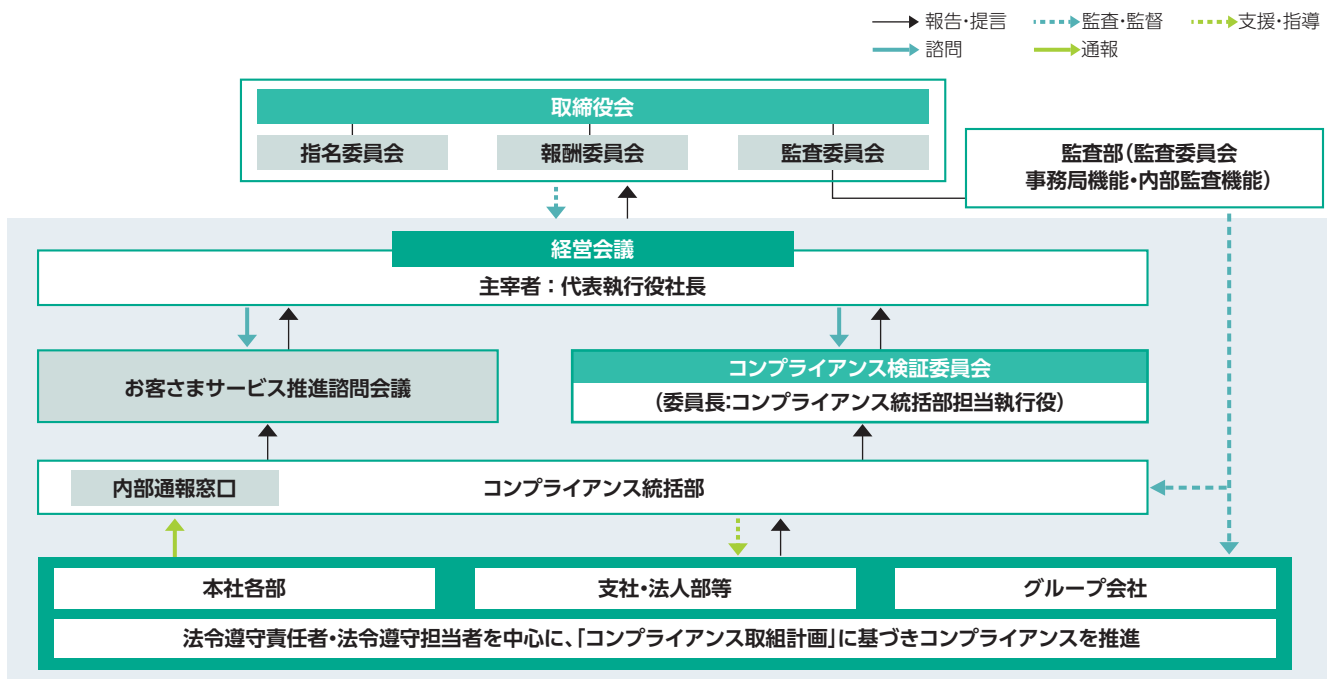 報告・提言 監査・監督 支援・指導
諮問 通報
取締役会
指名委員会 報酬委員会 監査委員会
監査部(監査委員会
事務局機能・内部監査機能)
経営会議
主宰者：代表執行役社長
お客さまサービス推進諮問会議
コンプライアンス検証委員会
(委員長:コンプライアンス統括部担当執行役)
内部通報窓口 コンプライアンス統括部
本社各部 支社・法人部等 グループ会社
法令遵守責任者・法令遵守担当者を中心に、「コンプライアンス取組計画」に基づきコンプライアンスを推進